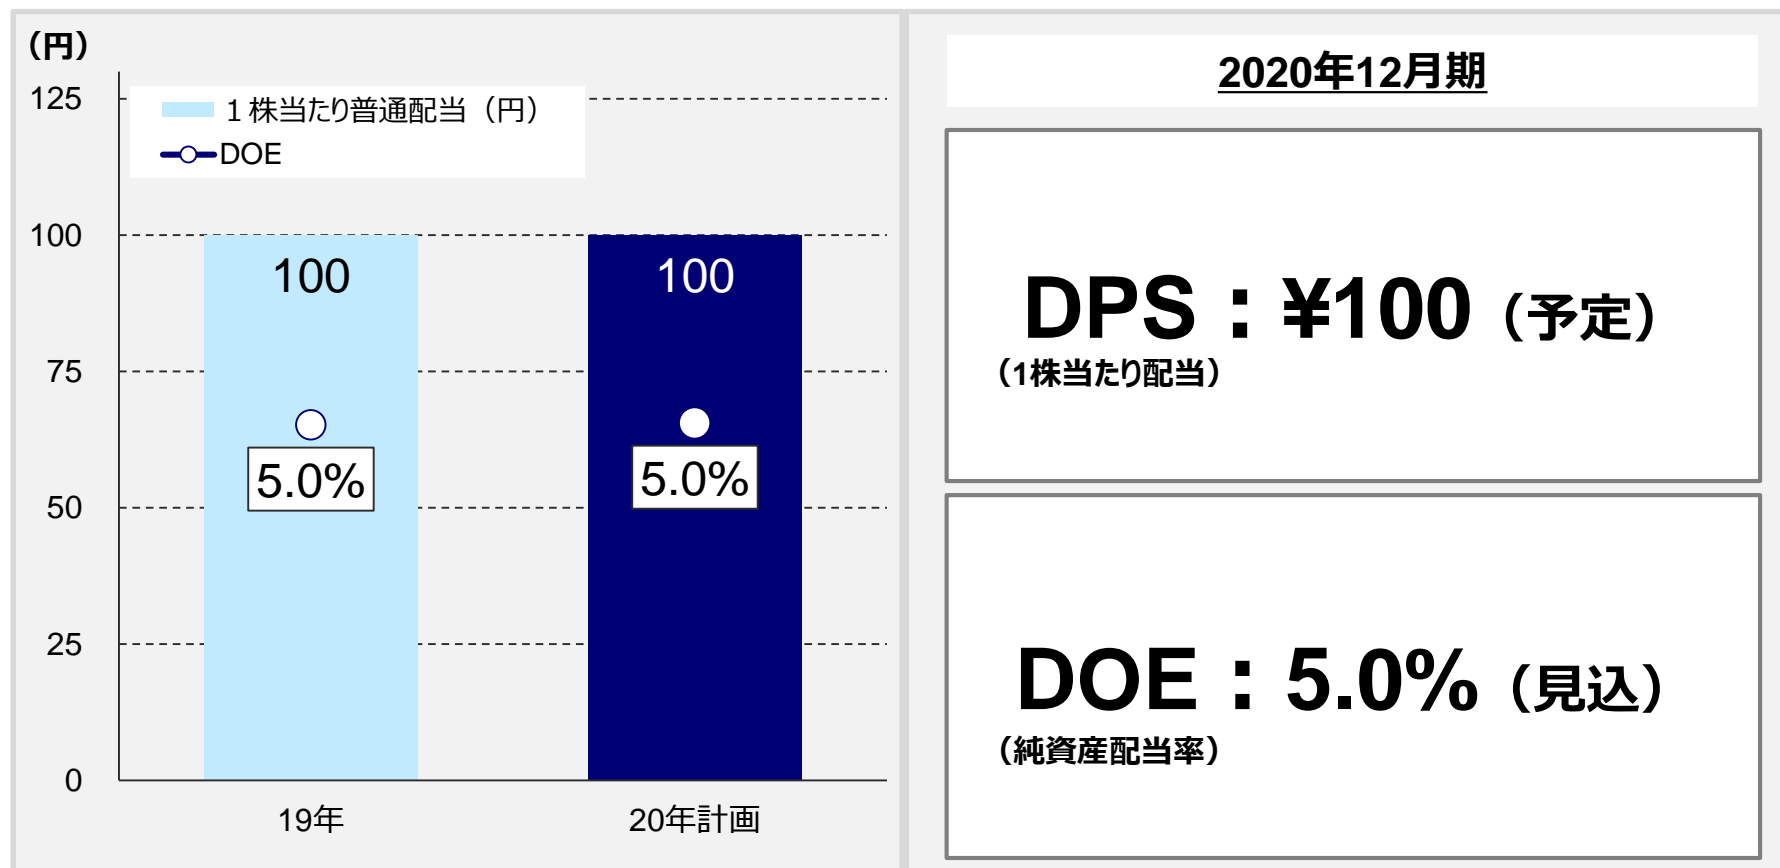 （円）
125
１株当たり普通配当（円）
DOE
100
100
100
75
5.0%
5.0%
50
25
0
19年
20年計画
2020年12月期
DPS：¥100（予定）
（1株当たり配当）
DOE：5.0%（見込）
（純資産配当率）